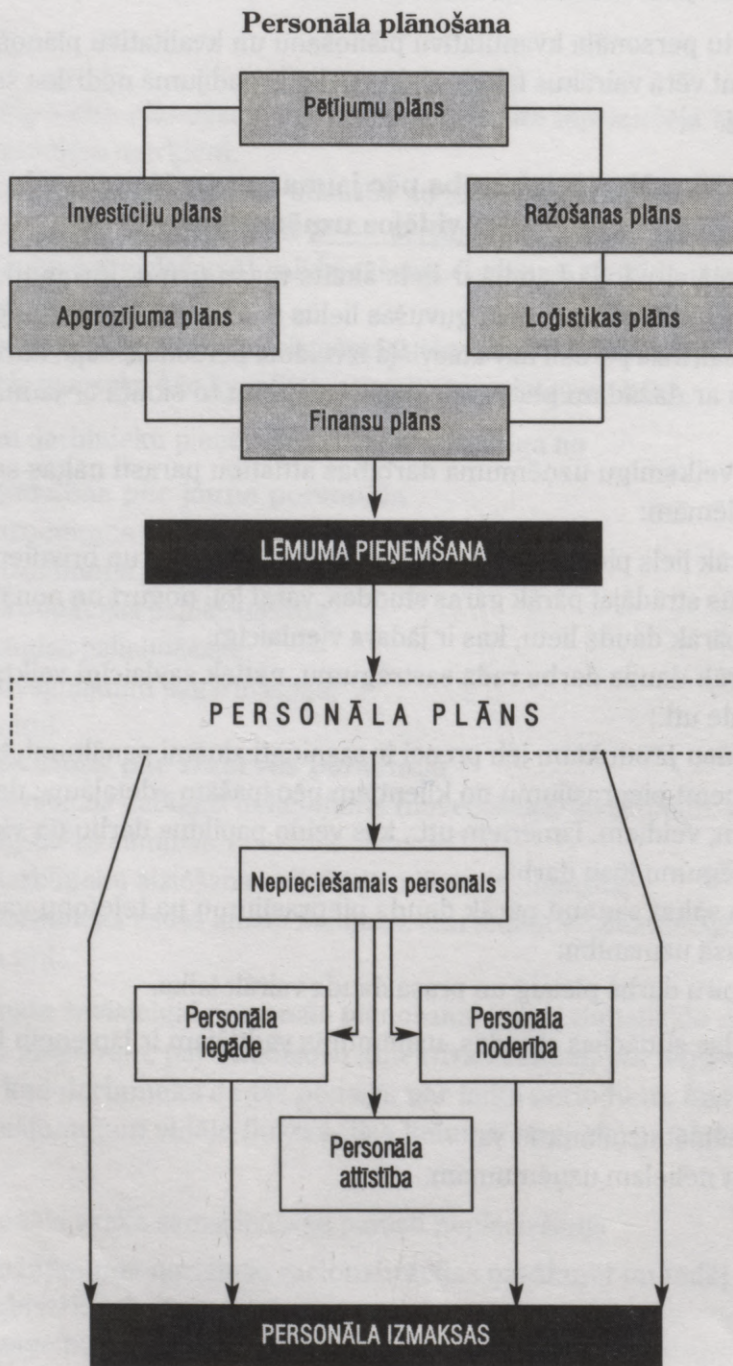 Personāla plānošana
Pētījumu plāns
Investīciju plāns
Ražošanas plāns
Apgrozījuma plāns
Loģistikas plāns
Finansu plāns
LĒMUMA PIEŅEMŠANA
PERSONĀLA PLĀNS
Nepieciešamais personāls
Personāla
iegāde
Personāla
noderība
Personāla
attīstība
PERSONĀLA IZMAKSAS